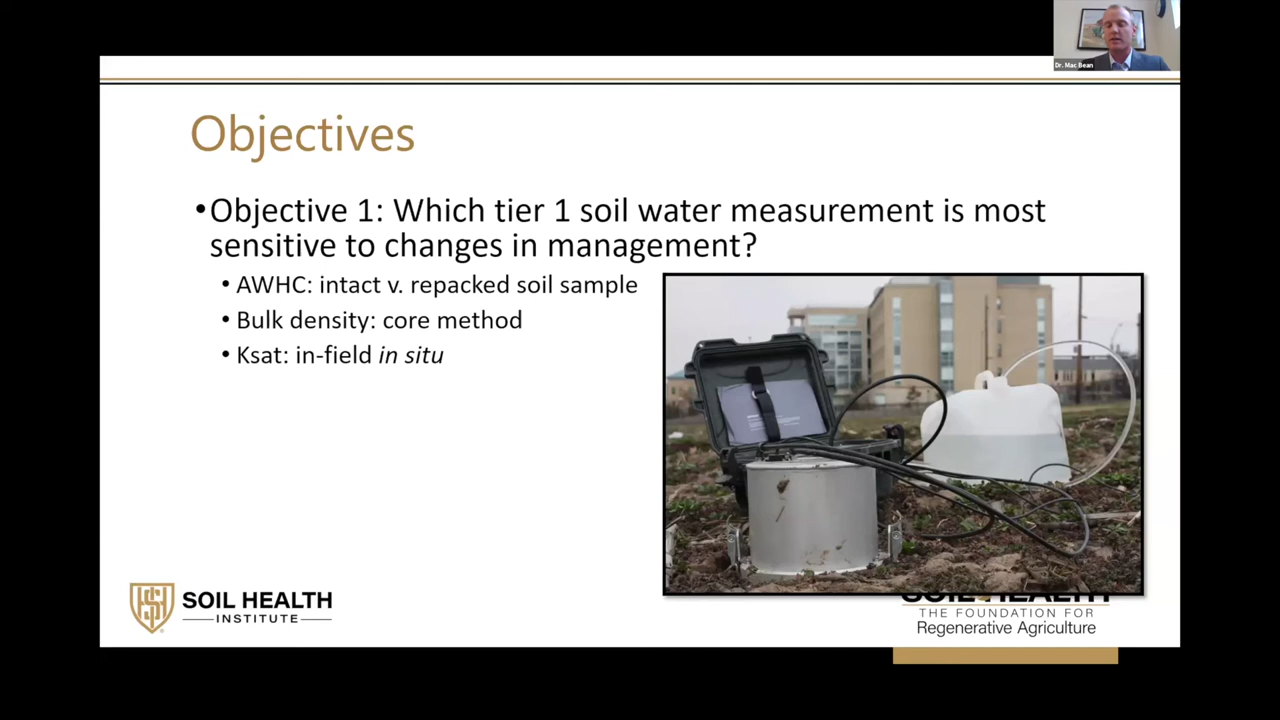 Dr. Mac Bean
Objectives
•Objective 1: Which tier 1 soil water measurement is most
sensitive to changes in management?
• AWHC: intact v. repacked soil sample
• Bulk density: core method
• Ksat: in-field in situ
SOIL HEALTH
INSTITUTE
SOIL HEALTH
THE FOUNDATION FOR
Regenerative Agriculture